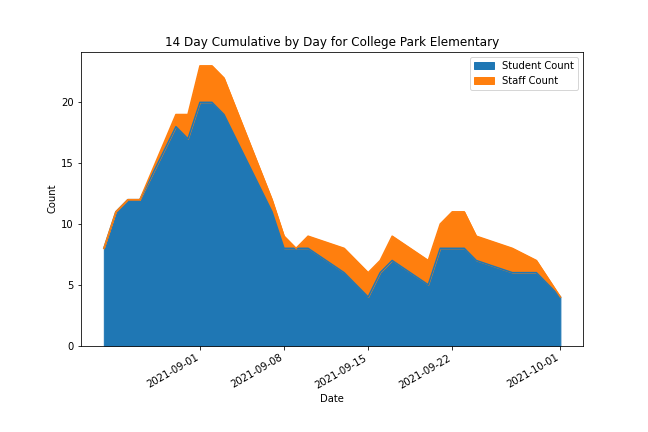 14 Day Cumulative by Day for College Park Elementary
Student Count
Staff Count
20
15
10
5
0
Count
2021-09-01
2021-09-08
2021-09-15
2021-09-22
2021-10-01
Date